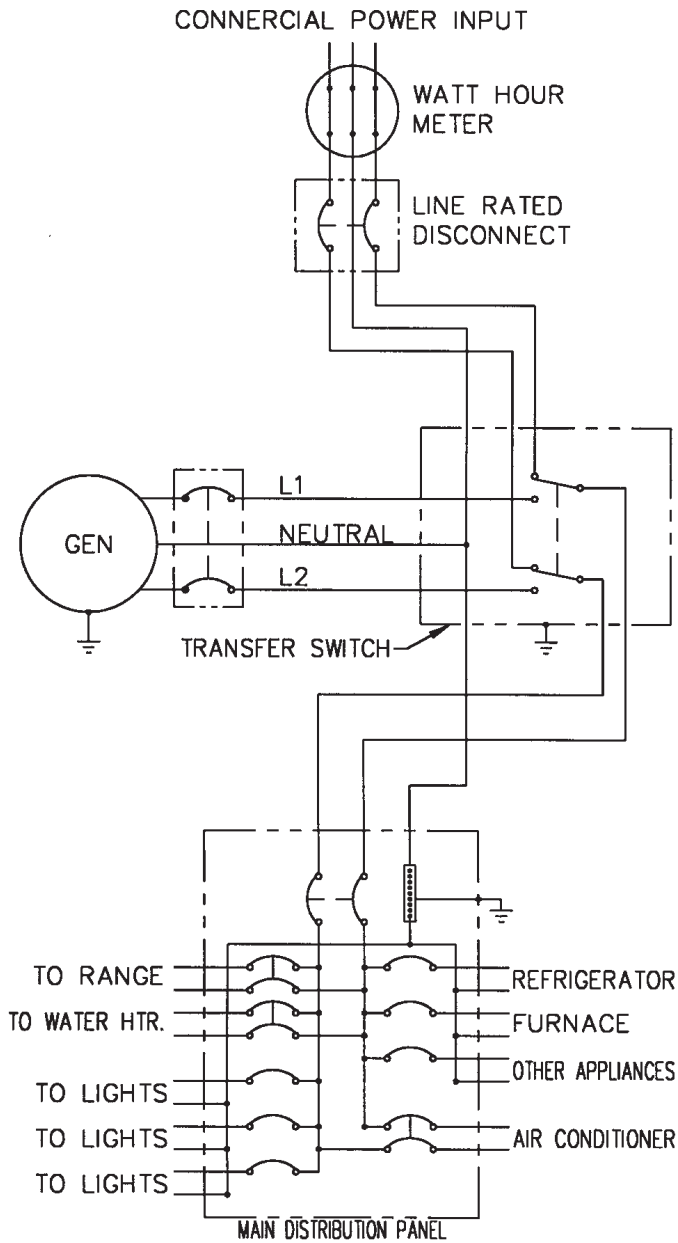 CONNERCIAL POWER INPUT
WATT HOUR
METER
LINE RATED
DISCONNECT
L1
GEN
NEUTRAL
L2
TRANSFER SWITCH
TO RANGE
REFRIGERATOR
TO WATER HTR.
FURNACE
OTHER APPLIANCES
TO LIGHTS
TO LIGHTS
AIR CONDITIONER
TO LIGHTS
MAIN DISTRIBUTION PANEL